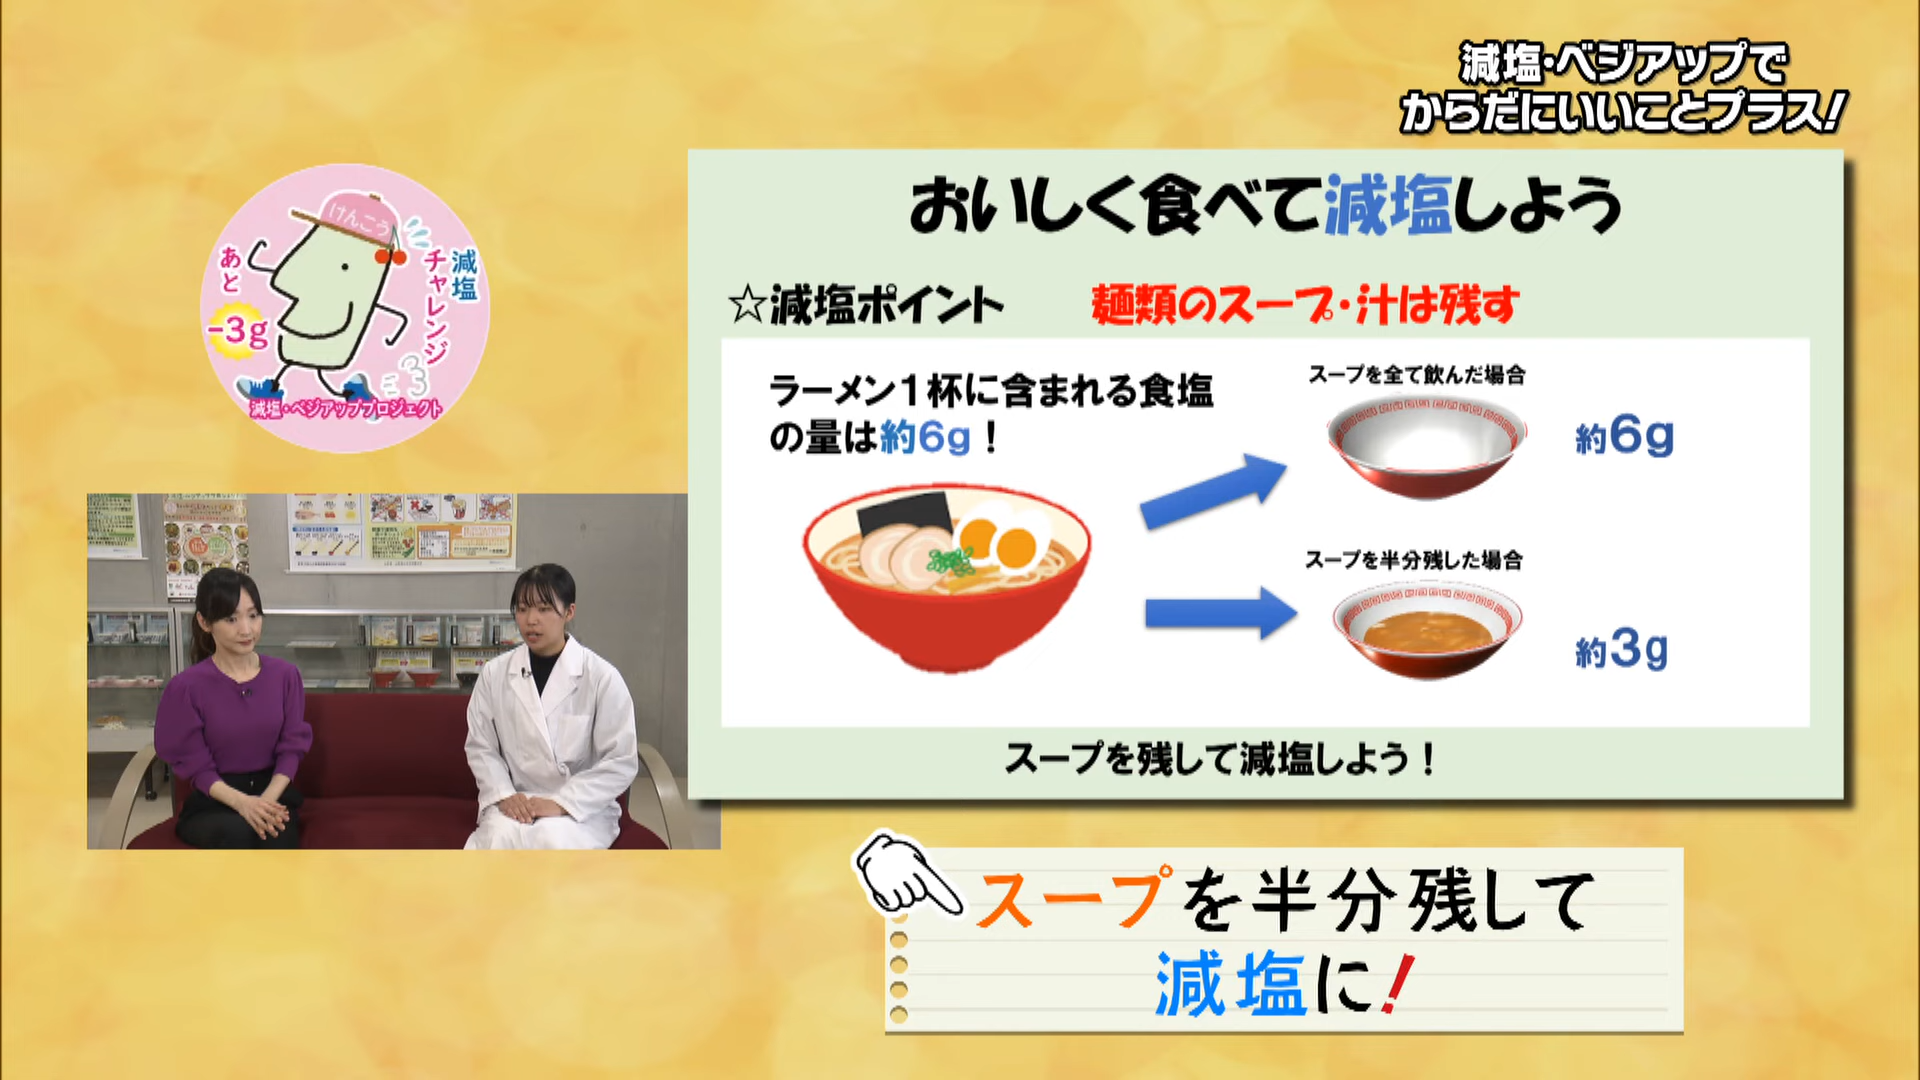 減塩・ベジアップで
からだにいいことプラス!
けんこう
減塩
チャレンジ
あと
-3g
減塩・ベジアッププロジェクト
おいしく食べて減塩しよう
☆減塩ポイント 麺類のスープ・汁は残す
ラーメン1杯に含まれる食塩
の量は約6g!
スープを全て飲んだ場合
約6g
スープを半分残した場合
約3g
スープを残して減塩しよう!
スープを半分残して
減塩に!